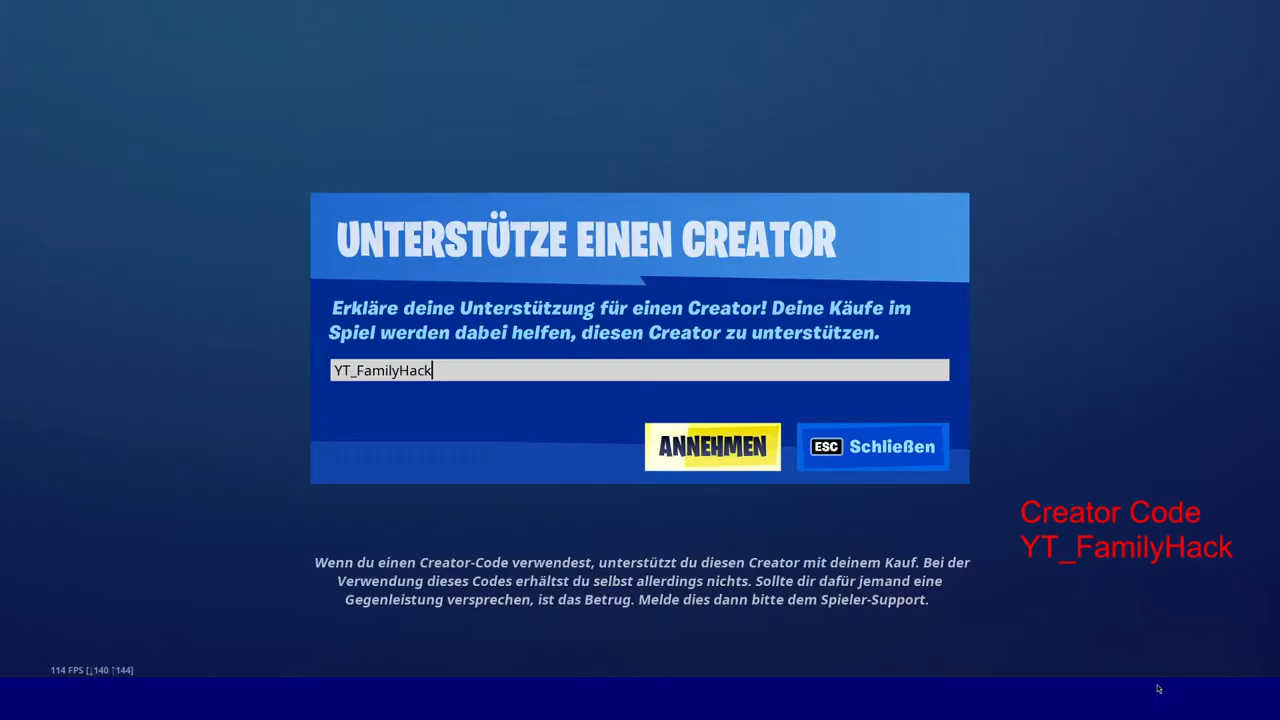 UNTERSTÜTZE EINEN CREATOR
Erkläre deine Unterstützung für einen Creator! Deine Käufe im
Spiel werden dabei helfen, diesen Creator zu unterstützen.
YT_FamilyHack
ANNEHMEN
ESC Schließen
Creator Code
YT_FamilyHack
Wenn du einen Creator-Code verwendest, unterstützt du diesen Creator mit deinem Kauf. Bei der
Verwendung dieses Codes erhältst du selbst allerdings nichts. Sollte dir dafür jemand eine
Gegenleistung versprechen, ist das Betrug. Melde dies dann bitte dem Spieler-Support.
114 FPS [↓140 ↑144]